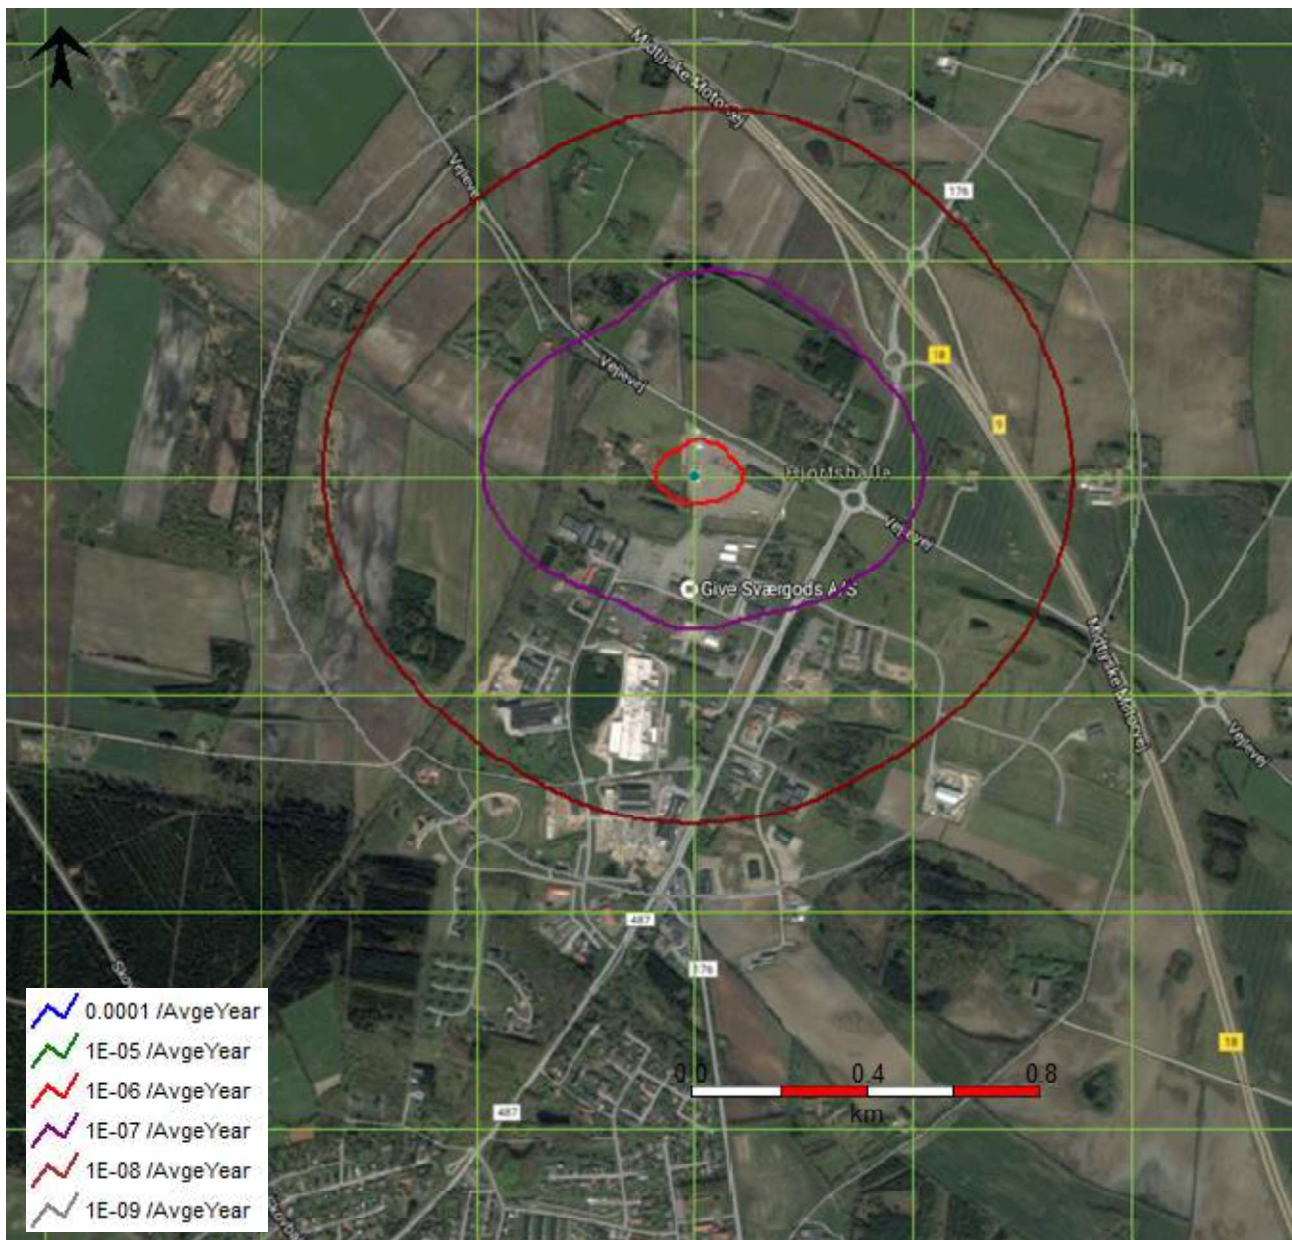 Midtjyske Motorvej
Vejlevej
176
18
9
Vejlevej
Hjortsballe
Vejlevej
Give Sværgods A/S
Midtjyske Motorvej
Vejlevej
487
176
18
487
0.0 0.4 0.8
km
0.0001 /AvgeYear
1E-05 /AvgeYear
1E-06 /AvgeYear
1E-07 /AvgeYear
1E-08 /AvgeYear
1E-09 /AvgeYear